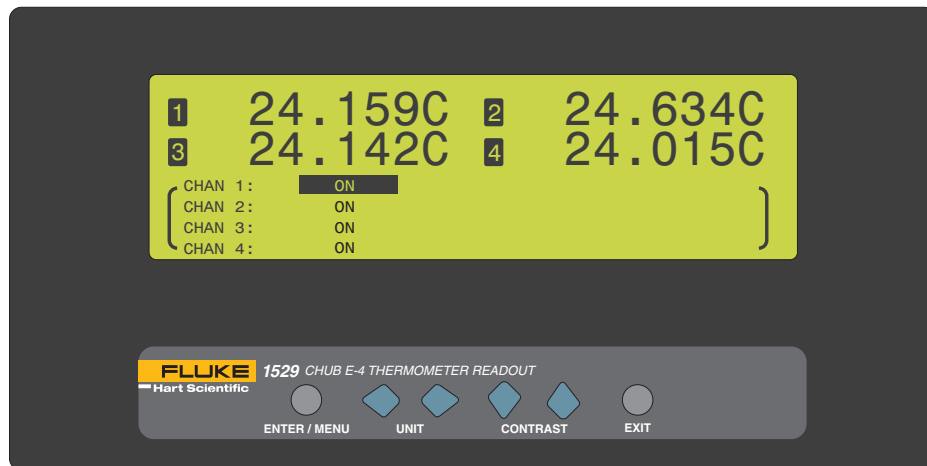 1 24.159C 2 24.634C
3 24.142C 4 24.015C
CHAN 1: ON
CHAN 2: ON
CHAN 3: ON
CHAN 4: ON
FLUKE 1529 CHUB E-4 THERMOMETER READOUT
Hart Scientific
ENTER / MENU UNIT CONTRAST EXIT